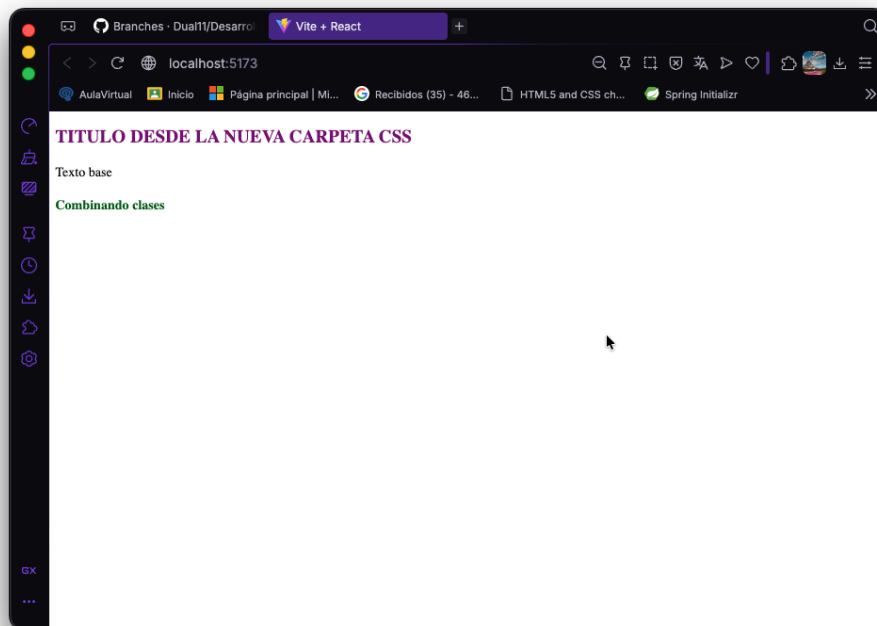 Branches · Dual11/Desarrol
Vite + React
localhost:5173
AulaVirtual
Inicio
Página principal | Mi...
Recibidos (35) - 46...
HTML5 and CSS ch...
Spring Initializr
TITULO DESDE LA NUEVA CARPETA CSS
Texto base
Combinando clases
GX